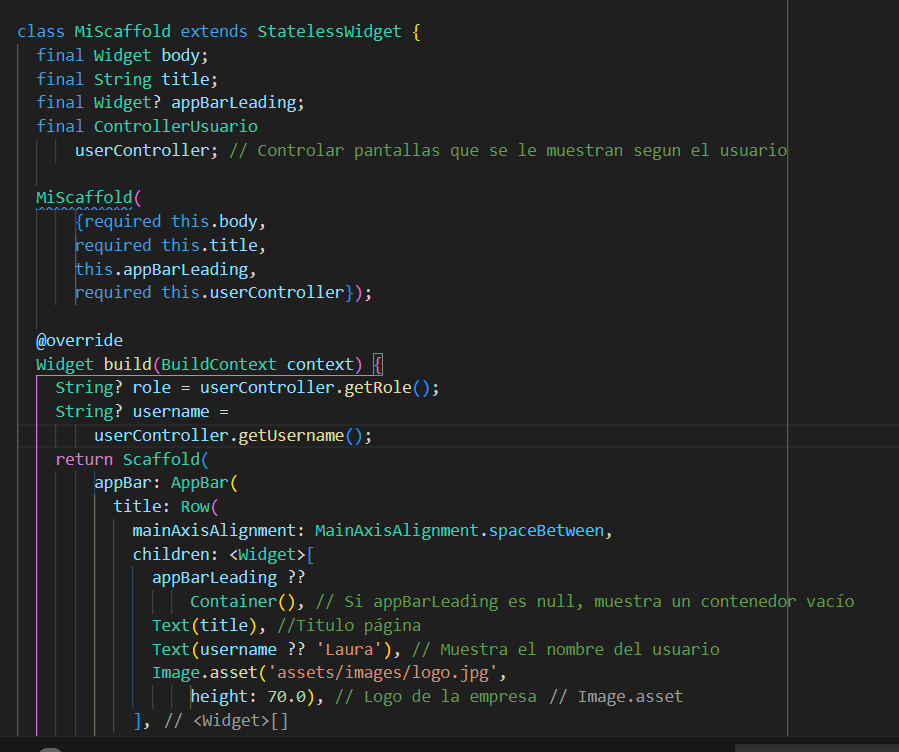 class MiScaffold extends StatelessWidget {
  final Widget body;
  final String title;
  final Widget? appBarLeading;
  final ControllerUsuario
      userController; // Controlar pantallas que se le muestran segun el usuario

  MiScaffold(
      {required this.body,
      required this.title,
      this.appBarLeading,
      required this.userController});

  @override
  Widget build(BuildContext context) {
    String? role = userController.getRole();
    String? username =
        userController.getUsername();
    return Scaffold(
        appBar: AppBar(
          title: Row(
            mainAxisAlignment: MainAxisAlignment.spaceBetween,
            children: <Widget>[
              appBarLeading ??
                  Container(), // Si appBarLeading es null, muestra un contenedor vacío
              Text(title), //Titulo página
              Text(username ?? 'Laura'), // Muestra el nombre del usuario
              Image.asset('assets/images/logo.jpg',
                  height: 70.0), // Logo de la empresa // Image.asset
            ], // <Widget>[]